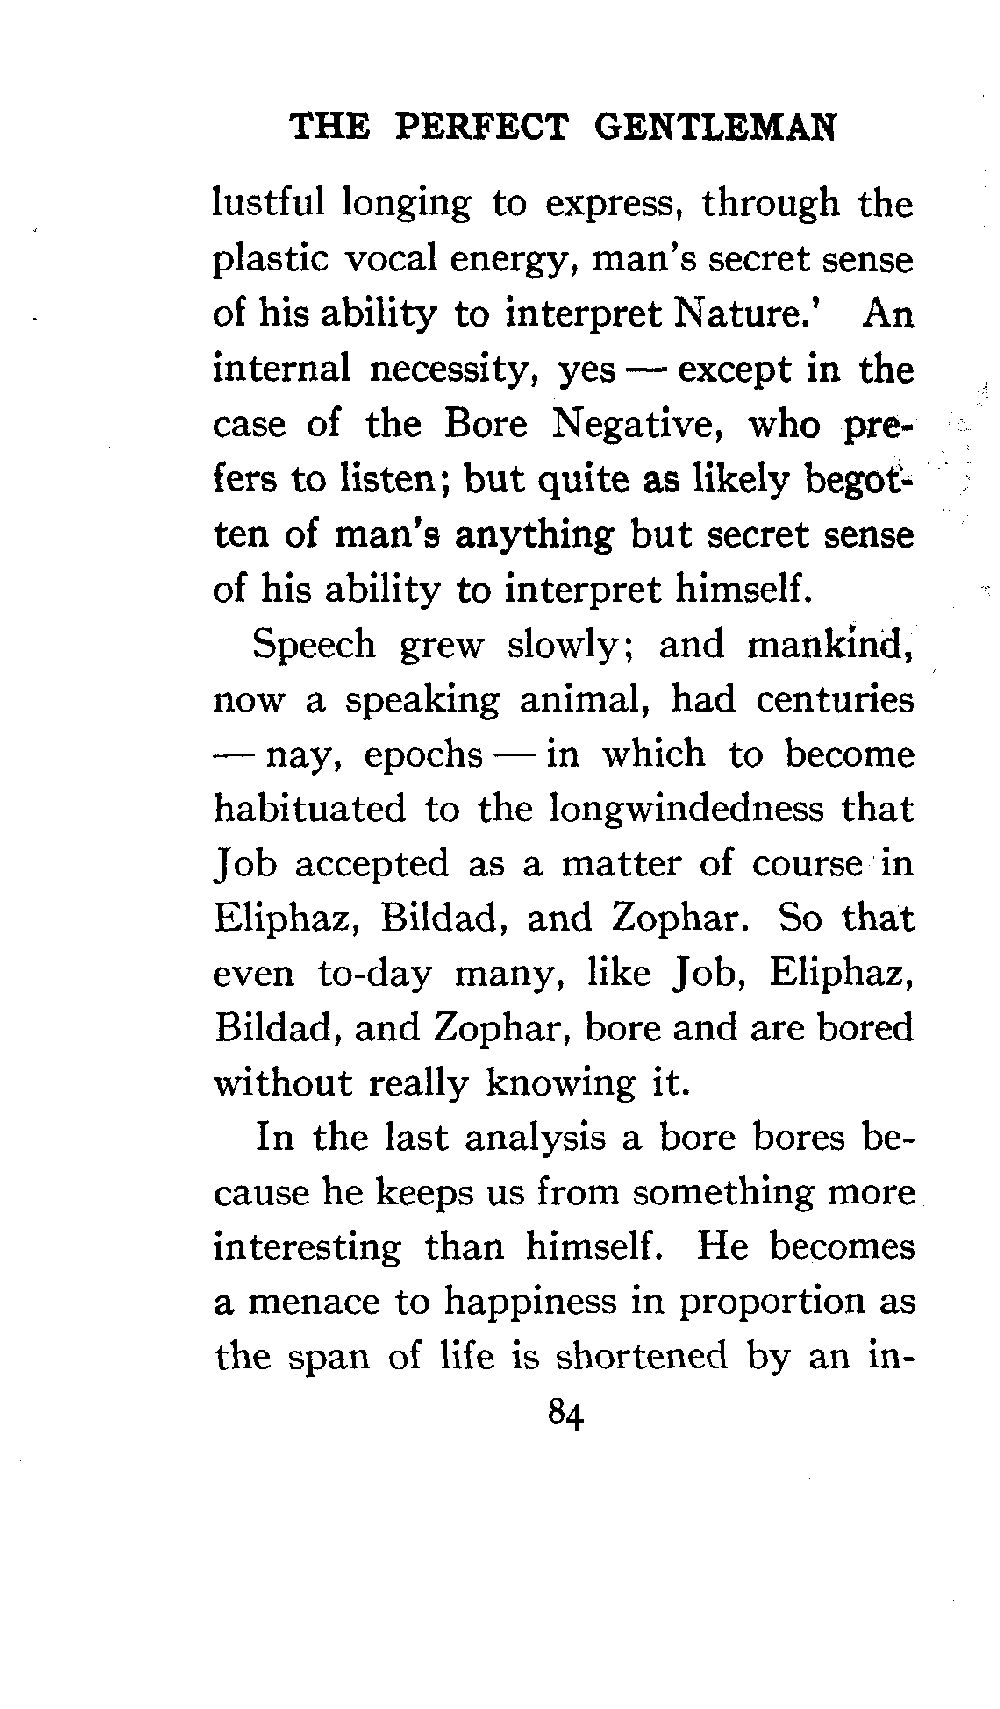 THE PERFECT GENTLEMAN
lustful longing to express, through the
plastic vocal energy, man's secret sense
of his ability to interpret Nature.' An
internal necessity, yes — except in the
case of the Bore Negative, who pre-
fers to listen; but quite as likely begot-
ten of man's anything but secret sense
of his ability to interpret himself.
Speech grew slowly; and mankind,
now a speaking animal, had centuries
— nay, epochs — in which to become
habituated to the longwindedness that
Job accepted as a matter of course in
Eliphaz, Bildad, and Zophar. So that
even to-day many, like Job, Eliphaz,
Bildad, and Zophar, bore and are bored
without really knowing it.
In the last analysis a bore bores be-
cause he keeps us from something more
interesting than himself. He becomes
a menace to happiness in proportion as
the span of life is shortened by an in-
84